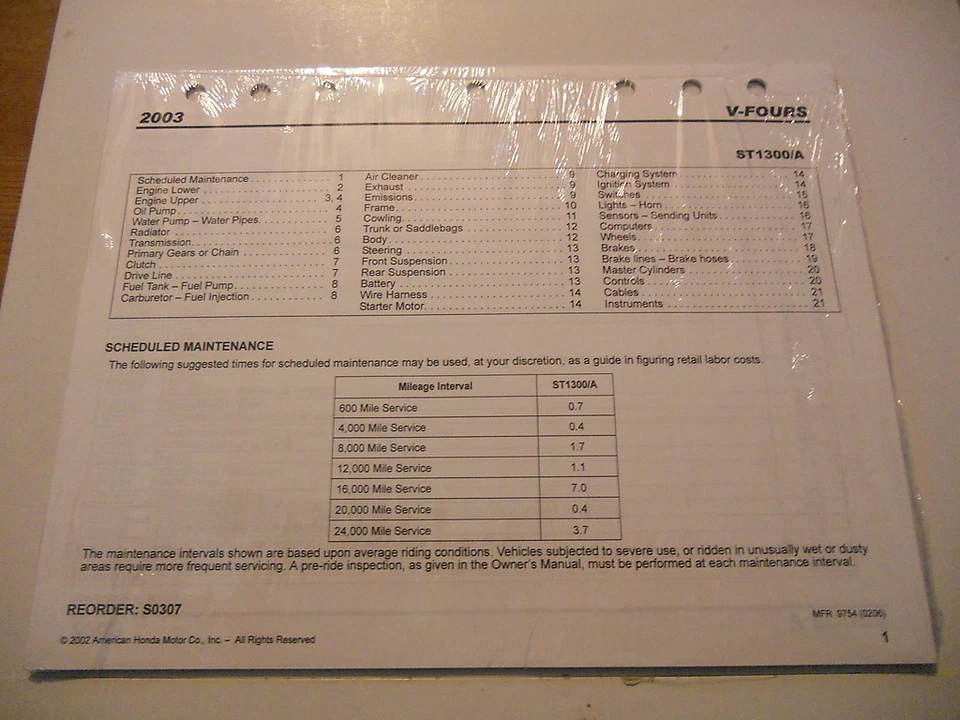 2003 V-FOURS
ST1300/A
Scheduled Maintenance . . . . . . . . . . . . . . 1
Engine Lower . . . . . . . . . . . . . . . . . . . . 2
Engine Upper . . . . . . . . . . . . . . . . . . 3, 4
Oil Pump . . . . . . . . . . . . . . . . . . . . . . . 4
Water Pump – Water Pipes. . . . . . . . . . . . 5
Radiator . . . . . . . . . . . . . . . . . . . . . . . . 6
Transmission. . . . . . . . . . . . . . . . . . . . . 6
Primary Gears or Chain . . . . . . . . . . . . . . 6
Clutch . . . . . . . . . . . . . . . . . . . . . . . . . 7
Drive Line . . . . . . . . . . . . . . . . . . . . . . . 7
Fuel Tank – Fuel Pump. . . . . . . . . . . . . . . 8
Carburetor – Fuel Injection . . . . . . . . . . . . 8
Air Cleaner . . . . . . . . . . . . . . . . . . . . . . 9
Exhaust . . . . . . . . . . . . . . . . . . . . . . . . 9
Emissions . . . . . . . . . . . . . . . . . . . . . . . 9
Frame. . . . . . . . . . . . . . . . . . . . . . . . . 10
Cowling. . . . . . . . . . . . . . . . . . . . . . . . 11
Trunk or Saddlebags . . . . . . . . . . . . . . . 12
Body. . . . . . . . . . . . . . . . . . . . . . . . . . 12
Steering . . . . . . . . . . . . . . . . . . . . . . . 13
Front Suspension . . . . . . . . . . . . . . . . . 13
Rear Suspension . . . . . . . . . . . . . . . . . 13
Battery . . . . . . . . . . . . . . . . . . . . . . . . 13
Wire Harness . . . . . . . . . . . . . . . . . . . . 14
Starter Motor. . . . . . . . . . . . . . . . . . . . 14
Charging System . . . . . . . . . . . . . . . . . 14
Ignition System . . . . . . . . . . . . . . . . . . 14
Switches . . . . . . . . . . . . . . . . . . . . . . . 15
Lights – Horn . . . . . . . . . . . . . . . . . . . . 16
Sensors – Sending Units . . . . . . . . . . . . 16
Computers. . . . . . . . . . . . . . . . . . . . . . 17
Wheels. . . . . . . . . . . . . . . . . . . . . . . . 17
Brakes . . . . . . . . . . . . . . . . . . . . . . . . 18
Brake lines – Brake hoses. . . . . . . . . . . . 19
Master Cylinders . . . . . . . . . . . . . . . . . 20
Controls . . . . . . . . . . . . . . . . . . . . . . . 20
Cables . . . . . . . . . . . . . . . . . . . . . . . . 21
Instruments . . . . . . . . . . . . . . . . . . . . 21
SCHEDULED MAINTENANCE
The following suggested times for scheduled maintenance may be used, at your discretion, as a guide in figuring retail labor costs.
Mileage Interval ST1300/A
600 Mile Service 0.7
4,000 Mile Service 0.4
8,000 Mile Service 1.7
12,000 Mile Service 1.1
16,000 Mile Service 7.0
20,000 Mile Service 0.4
24,000 Mile Service 3.7
The maintenance intervals shown are based upon average riding conditions. Vehicles subjected to severe use, or ridden in unusually wet or dusty
areas require more frequent servicing. A pre-ride inspection, as given in the Owner's Manual, must be performed at each maintenance interval.
REORDER: S0307
MFR 9754 (0206)
© 2002 American Honda Motor Co., Inc. – All Rights Reserved 1